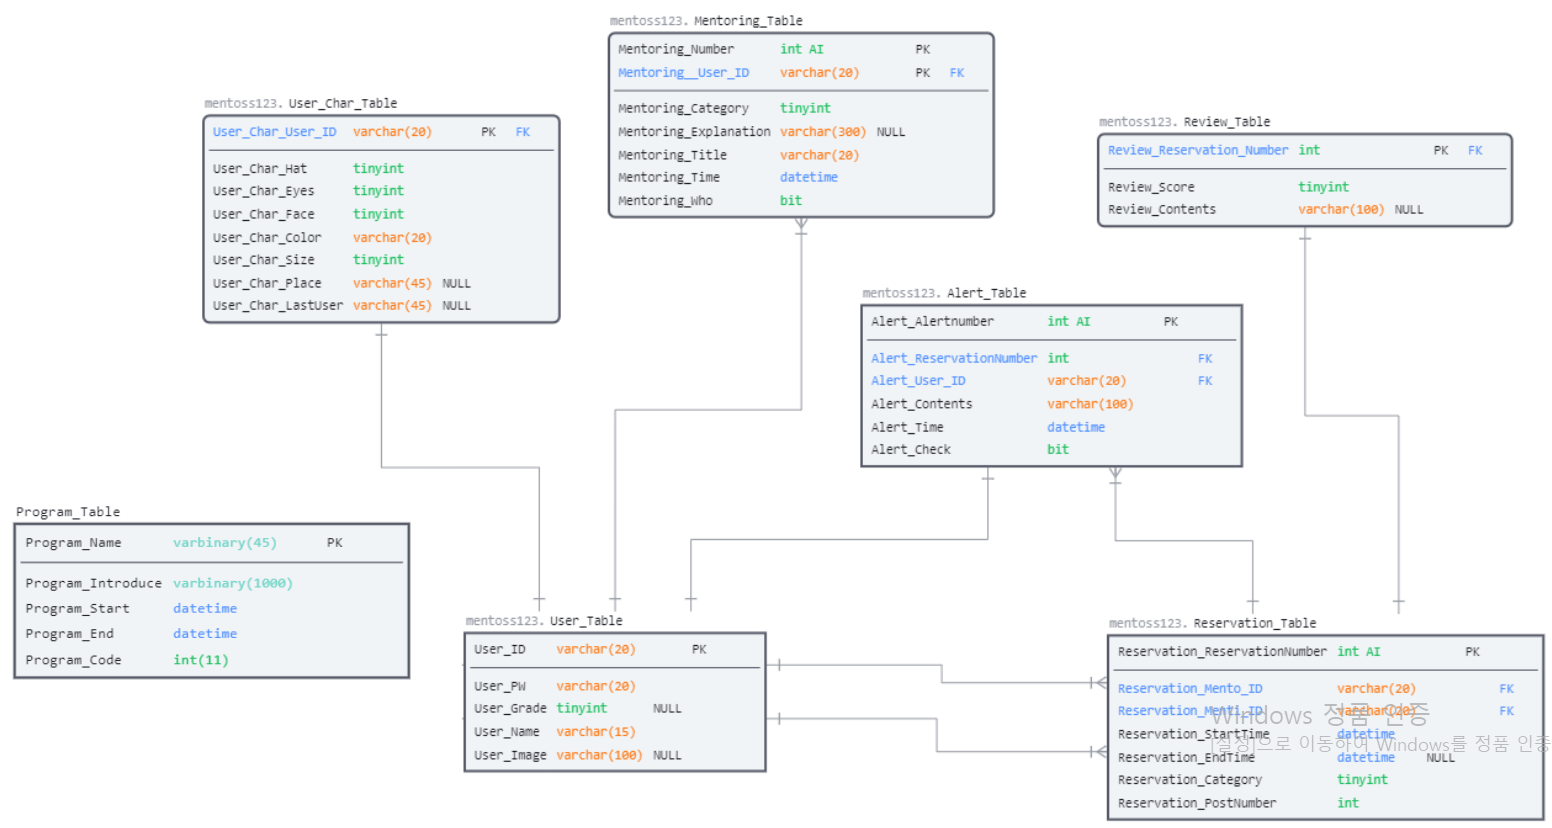 mentoss123. Mentoring_Table
Mentoring_Number int AI PK
Mentoring__User_ID varchar(20) PK FK
Mentoring_Category tinyint
Mentoring_Explanation varchar(300) NULL
Mentoring_Title varchar(20)
Mentoring_Time datetime
Mentoring_Who bit
mentoss123. User_Char_Table
User_Char_User_ID varchar(20) PK FK
User_Char_Hat tinyint
User_Char_Eyes tinyint
User_Char_Face tinyint
User_Char_Color varchar(20)
User_Char_Size tinyint
User_Char_Place varchar(45) NULL
User_Char_LastUser varchar(45) NULL
mentoss123. Review_Table
Review_Reservation_Number int PK FK
Review_Score tinyint
Review_Contents varchar(100) NULL
mentoss123. Alert_Table
Alert_Alertnumber int AI PK
Alert_ReservationNumber int FK
Alert_User_ID varchar(20) FK
Alert_Contents varchar(100)
Alert_Time datetime
Alert_Check bit
Program_Table
Program_Name varbinary(45) PK
Program_Introduce varbinary(1000)
Program_Start datetime
Program_End datetime
Program_Code int(11)
mentoss123. User_Table
User_ID varchar(20) PK
User_PW varchar(20)
User_Grade tinyint NULL
User_Name varchar(15)
User_Image varchar(100) NULL
mentoss123. Reservation_Table
Reservation_ReservationNumber int AI PK
Reservation_Mento_ID varchar(20) FK
Reservation_Menti_ID varchar(20) FK
Reservation_StartTime datetime
Reservation_EndTime datetime NULL
Reservation_Category tinyint
Reservation_PostNumber int
Windows 정품 인증
[설정]으로 이동하여 Windows를 정품 인증